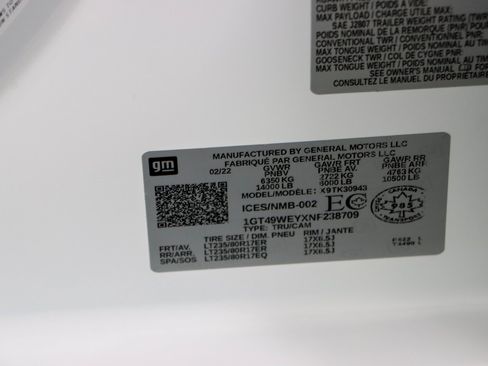 CURB WEIGHT / POIDS À VIDE:
MAX PAYLOAD / CHARGE UTILE MAX
SAE J2807 TRAILER WEIGHT RATING (TWR)
POIDS NOMINAL DE LA REMORQUE (PNR)
CONVENTIONAL TWR / CONVENTIONNEL PNR:
MAX TONGUE WEIGHT / POIDS NOMINAL AU TIMO
GOOSENECK TWR / COL DE CYGNE PNR:
MAX TONGUE WEIGHT / POIDS NOMINAL AU TIM
SEE OWNER'S MANUAL FOR
CONSULTEZ LE MANUEL DU PROPRIÉTAIRE
gm
MANUFACTURED BY GENERAL MOTORS LLC
FABRIQUÉ PAR GENERAL MOTORS LLC
02/22 GVWR GAWR FRT GAWR RR
PNBV PNBE AV. PNBE ARR
6350 KG 2722 KG 4763 KG
14000 LB 6000 LB 10500 LB
MODEL/MODÈLE: X9TK30943
ICES/NMB-002 EC CANADA
1GT49WEYXNF238709 985
TYPE: TRU/CAM
TIRE SIZE / DIM. PNEU RIM / JANTE
FRT/AV. LT235/80R17ER 17X6.5J
RR/ARR. LT235/80R17ER 17X6.5J
SPA/SOS LT235/80R17EQ 17X6.5J